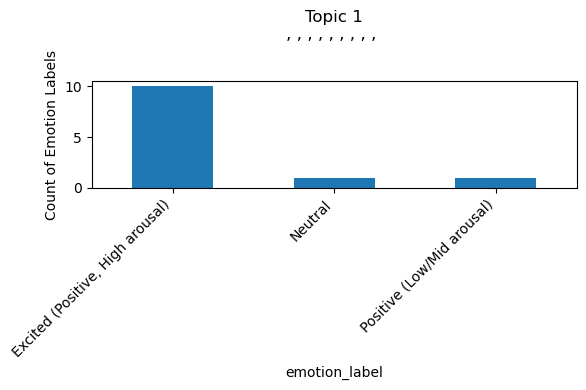 Topic 1
, , , , , , , , ,
Count of Emotion Labels
10
5
0
Excited (Positive, High arousal)
Neutral
Positive (Low/Mid arousal)
emotion_label